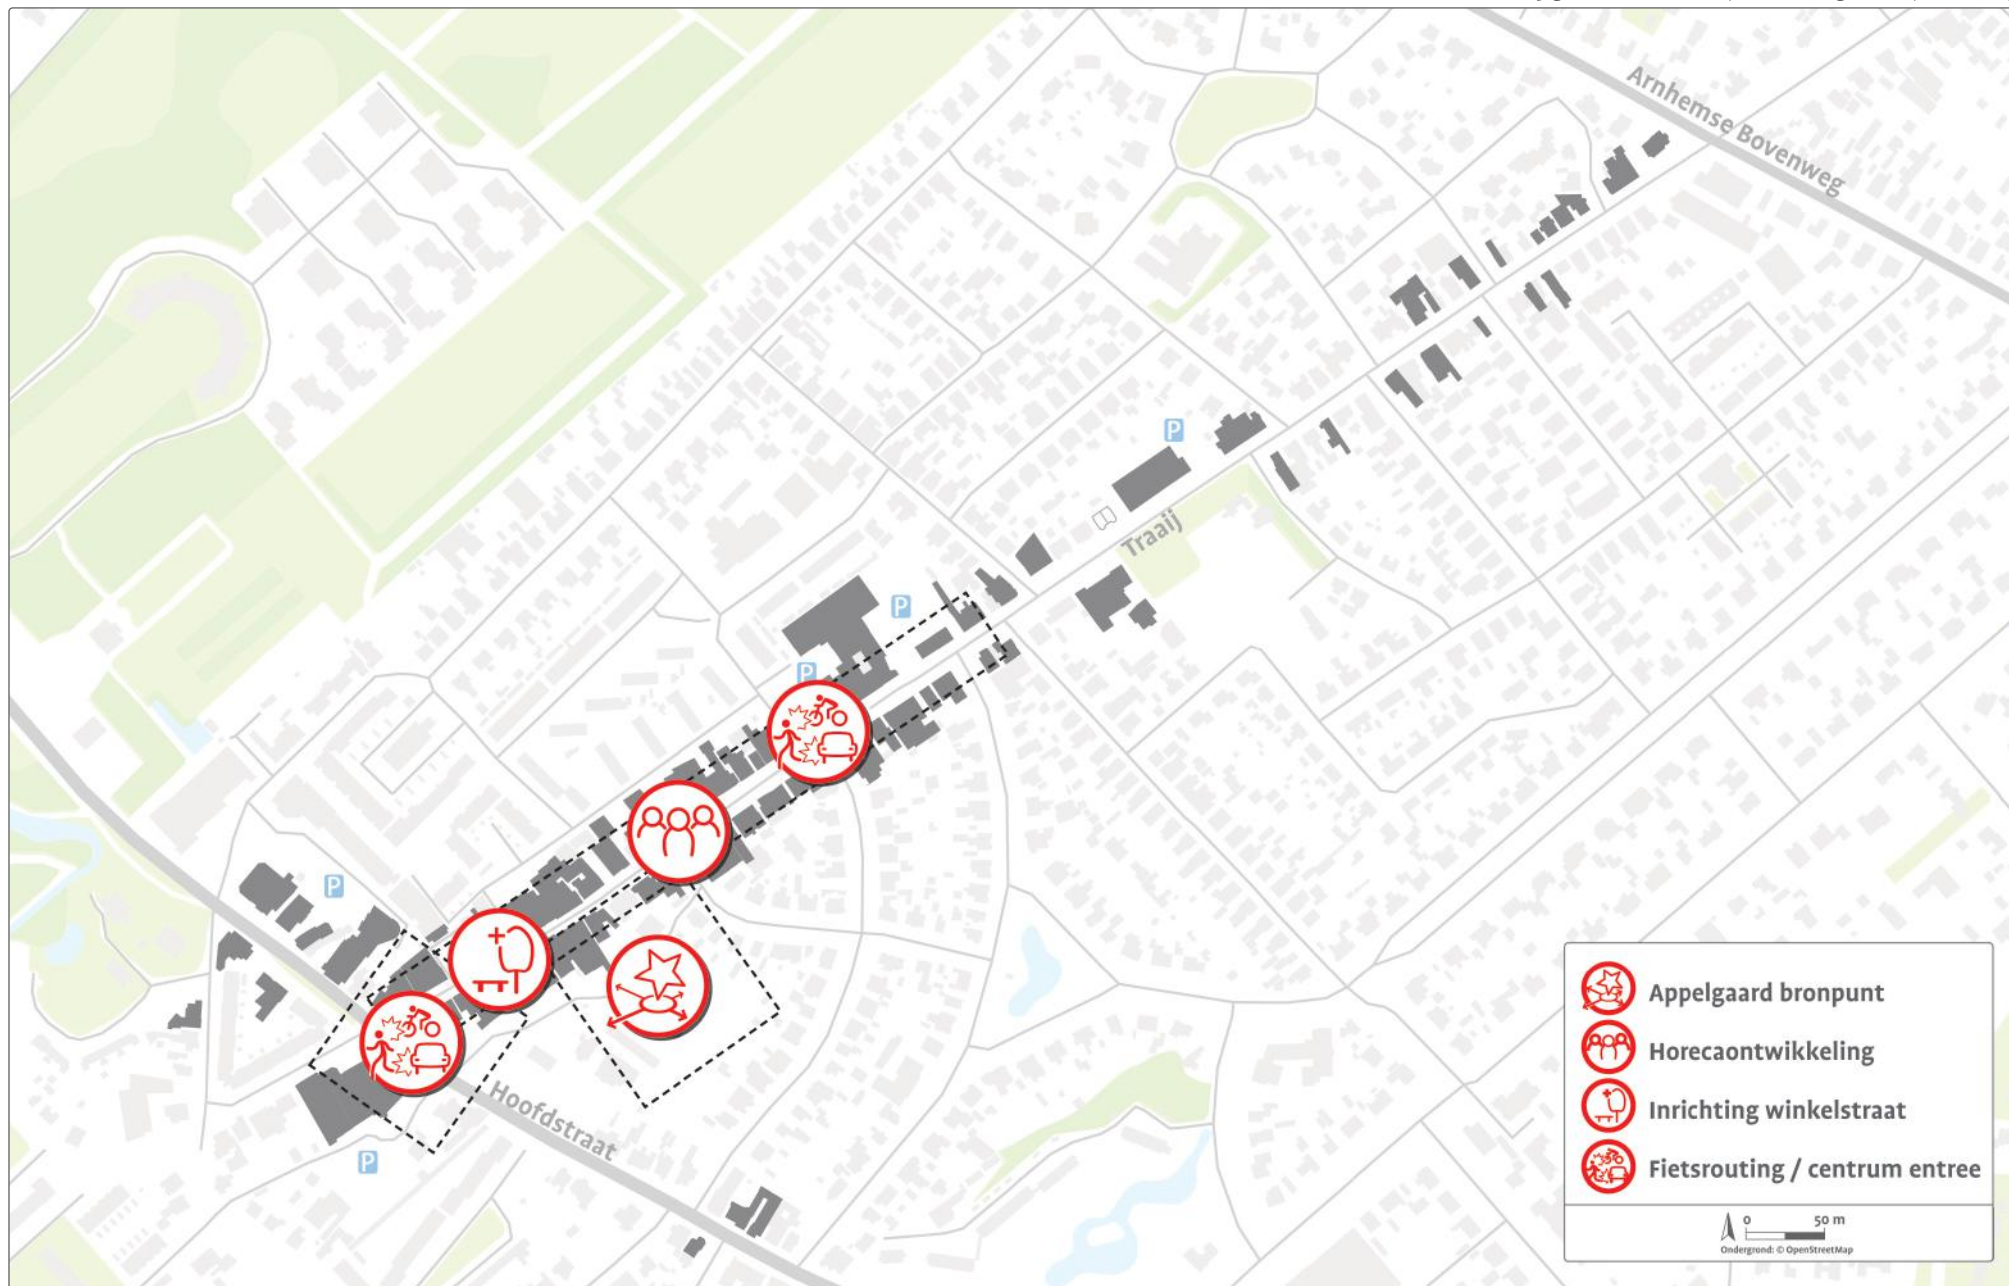 Arnhemse Bovenweg
P
Traaij
P
P
P
Hoofdstraat
P
Appelgaard bronpunt
Horecaontwikkeling
Inrichting winkelstraat
Fietsrouting / centrum entree
0 50 m
Ondergrond: © OpenStreetMap